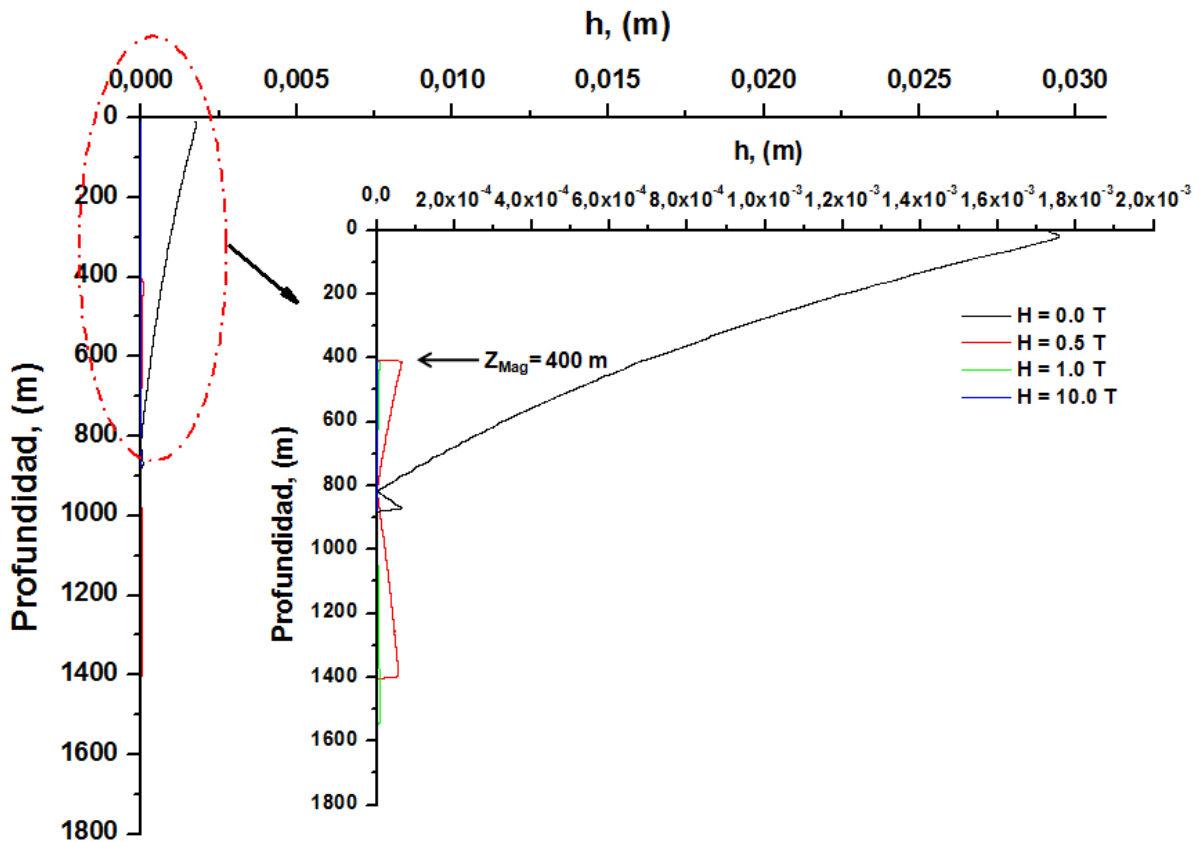 h, (m)
0,000 0,005 0,010 0,015 0,020 0,025 0,030
0
200
400
600
800
1000
1200
1400
1600
1800
Profundidad, (m)
h, (m)
0,0 2,0x10⁻⁴ 4,0x10⁻⁴ 6,0x10⁻⁴ 8,0x10⁻⁴ 1,0x10⁻³ 1,2x10⁻³ 1,4x10⁻³ 1,6x10⁻³ 1,8x10⁻³ 2,0x10⁻³
0
200
400
600
800
1000
1200
1400
1600
1800
Profundidad, (m)
Z_Mag = 400 m
H = 0.0 T
H = 0.5 T
H = 1.0 T
H = 10.0 T